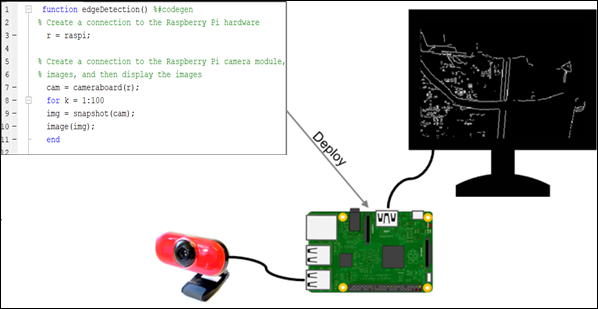 1 function edgeDetection() %#codegen
2 % Create a connection to the Raspberry Pi hardware
3 r = raspi;
4
5 % Create a connection to the Raspberry Pi camera module,
6 % images, and then display the images
7 cam = cameraboard(r);
8 for k = 1:100
9 img = snapshot(cam);
10 image(img);
11 end
12
Deploy